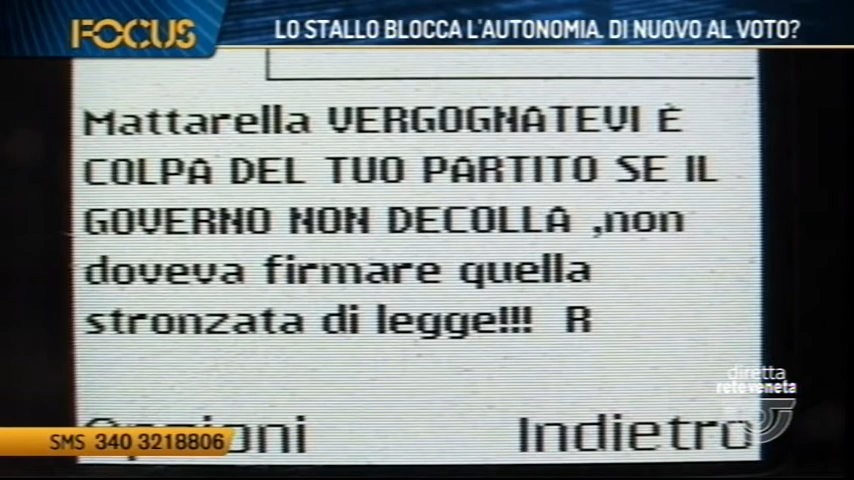 FOCUS
LO STALLO BLOCCA L'AUTONOMIA. DI NUOVO AL VOTO?
Mattarella VERGOGNATEVI È
COLPA DEL TUO PARTITO SE IL
GOVERNO NON DECOLLA ,non
doveva firmare quella
stronzata di legge!!! R
diretta
reteveneta
Opzioni Indietro
SMS 340 3218806